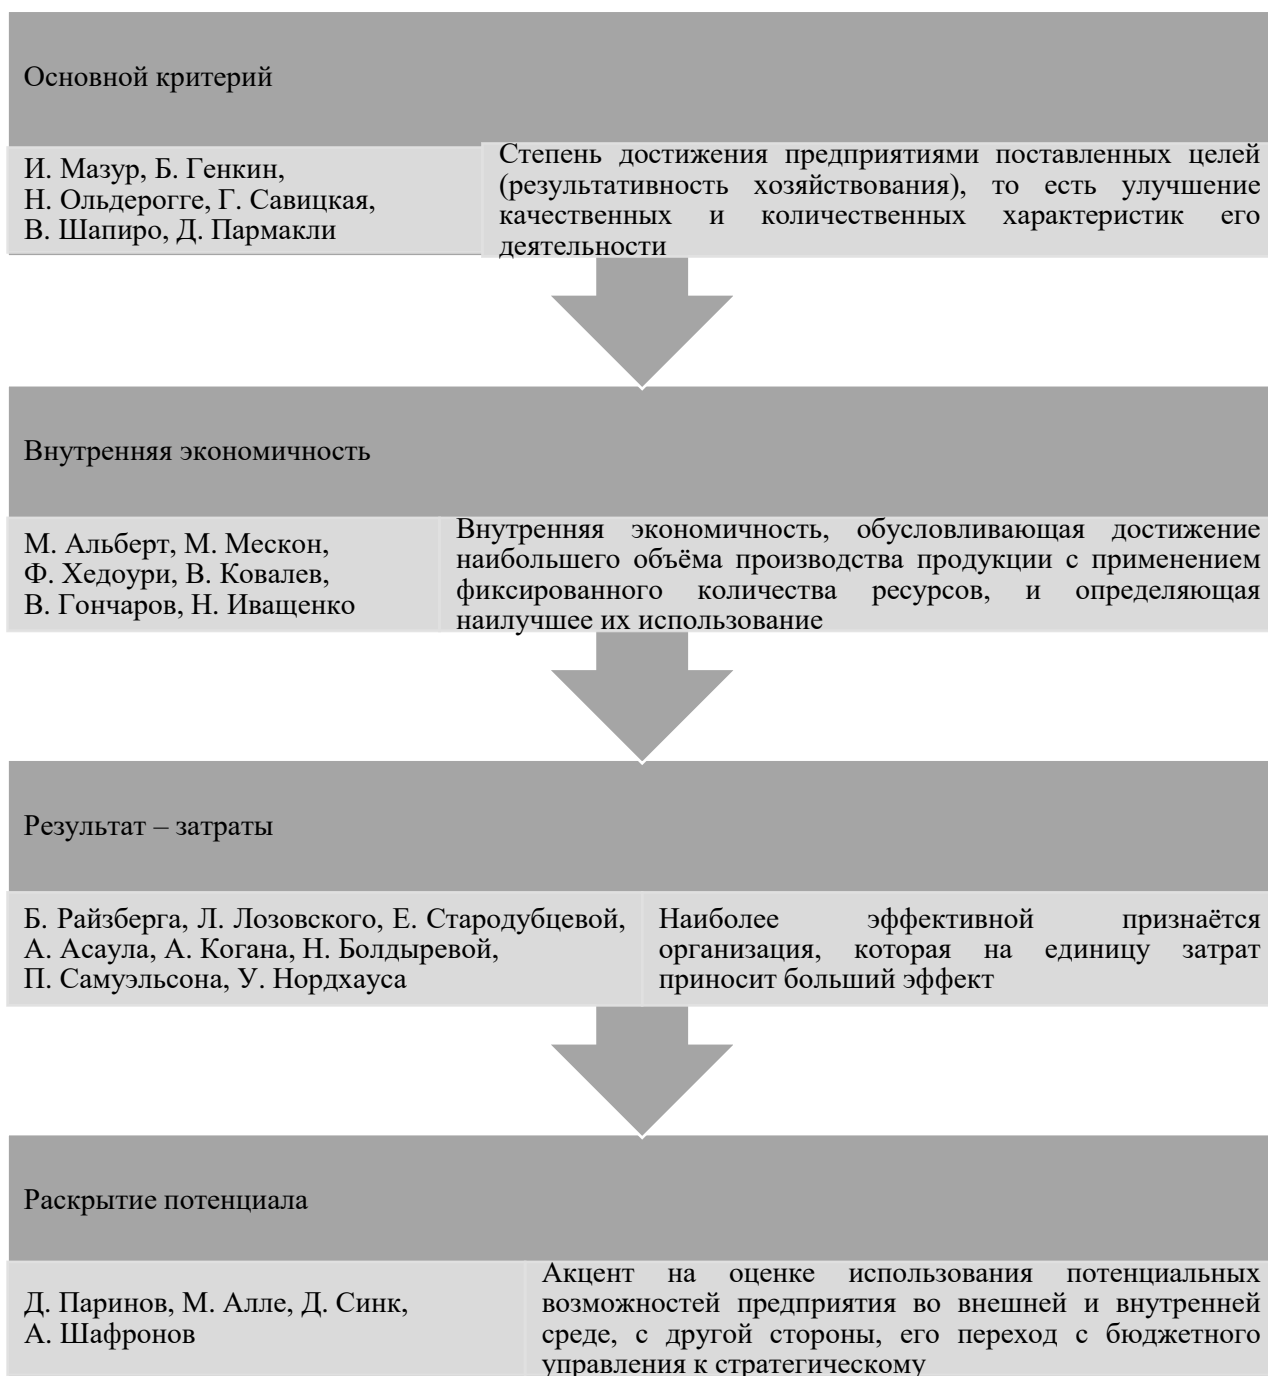 Основной критерий
И. Мазур, Б. Генкин,
Н. Ольдерогге, Г. Савицкая,
В. Шапиро, Д. Пармакли
Степень достижения предприятиями поставленных целей
(результативность хозяйствования), то есть улучшение
качественных и количественных характеристик его
деятельности
Внутренняя экономичность
М. Альберт, М. Мескон,
Ф. Хедоури, В. Ковалев,
В. Гончаров, Н. Иващенко
Внутренняя экономичность, обусловливающая достижение
наибольшего объёма производства продукции с применением
фиксированного количества ресурсов, и определяющая
наилучшее их использование
Результат – затраты
Б. Райзберга, Л. Лозовского, Е. Стародубцевой,
А. Асаула, А. Когана, Н. Болдыревой,
П. Самуэльсона, У. Нордхауса
Наиболее эффективной признаётся
организация, которая на единицу затрат
приносит больший эффект
Раскрытие потенциала
Д. Паринов, М. Алле, Д. Синк,
А. Шафронов
Акцент на оценке использования потенциальных
возможностей предприятия во внешней и внутренней
среде, с другой стороны, его переход с бюджетного
управления к стратегическому